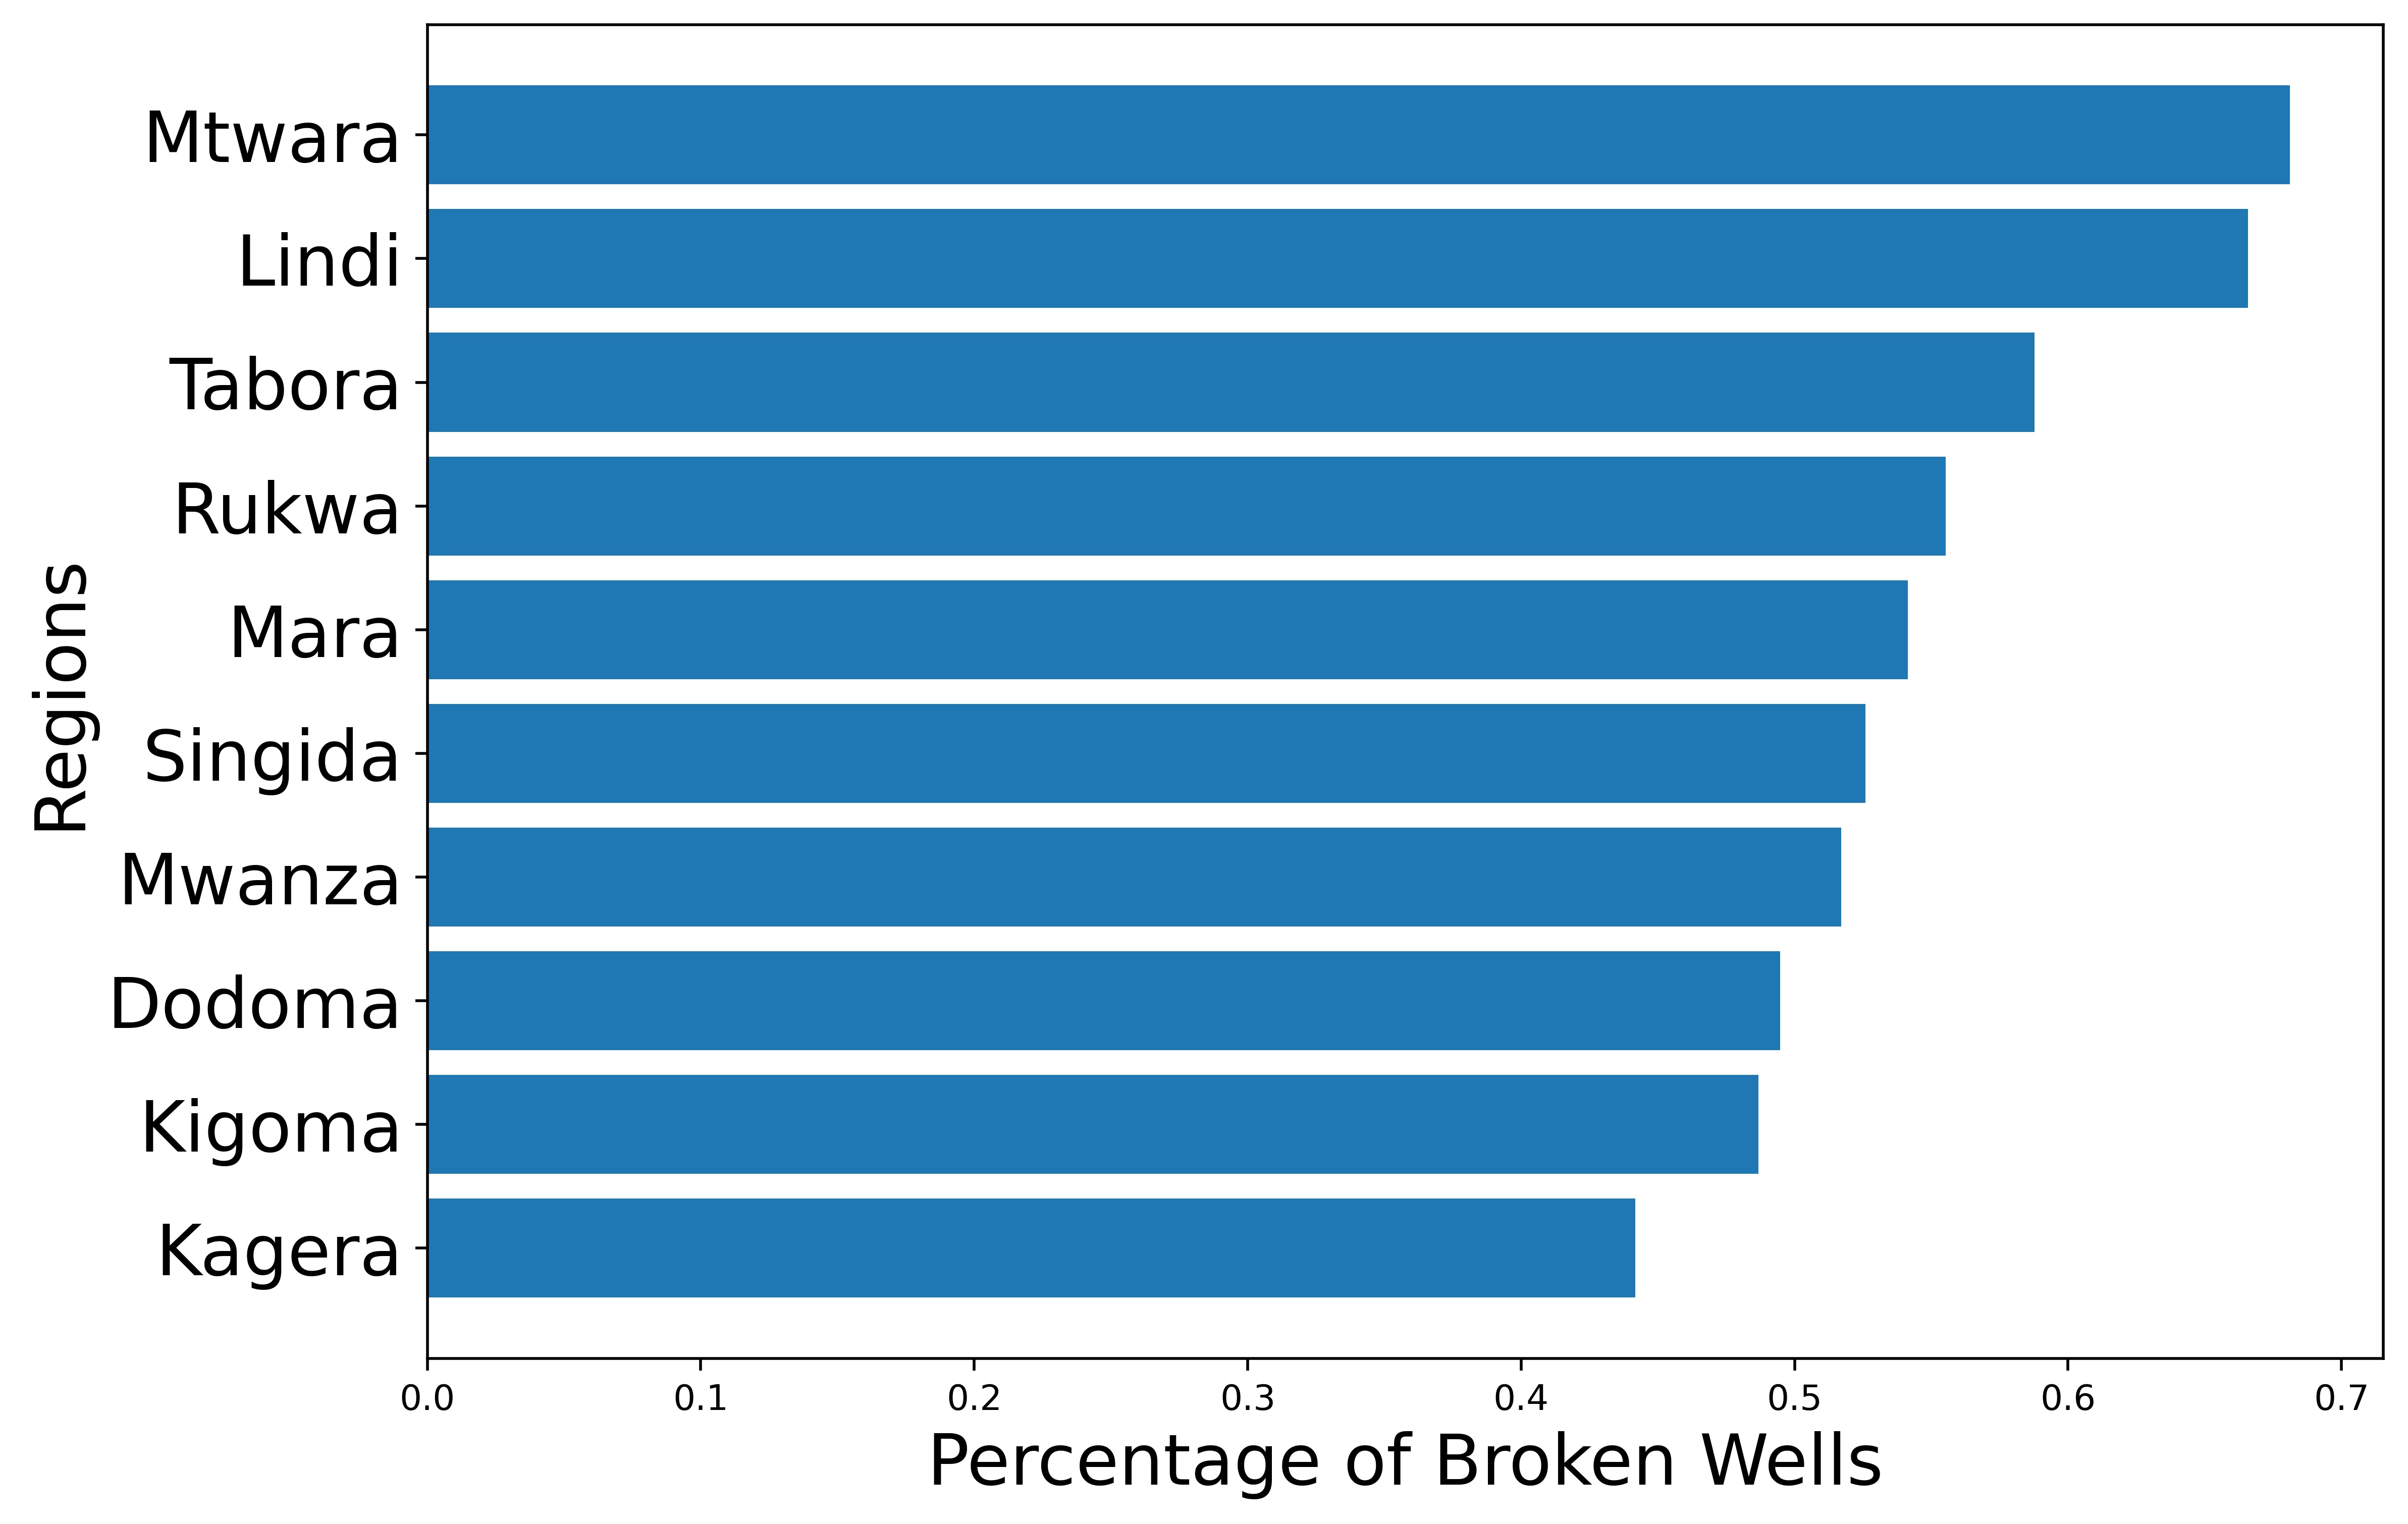 Mtwara
Lindi
Tabora
Rukwa
Mara
Singida
Mwanza
Dodoma
Kigoma
Kagera
Regions
0.0 0.1 0.2 0.3 0.4 0.5 0.6 0.7
Percentage of Broken Wells